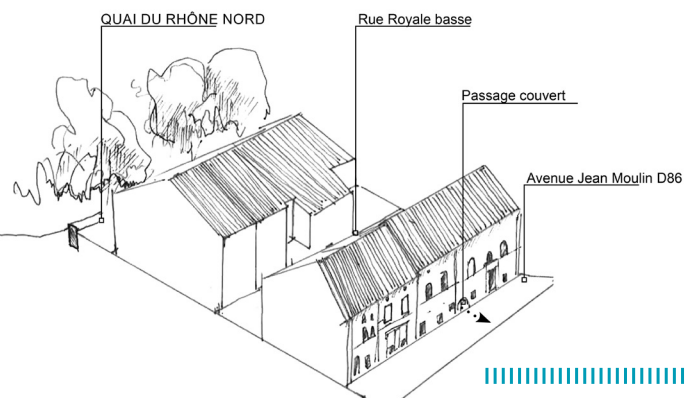 QUAI DU RHÔNE NORD
Rue Royale basse
Passage couvert
Avenue Jean Moulin D86